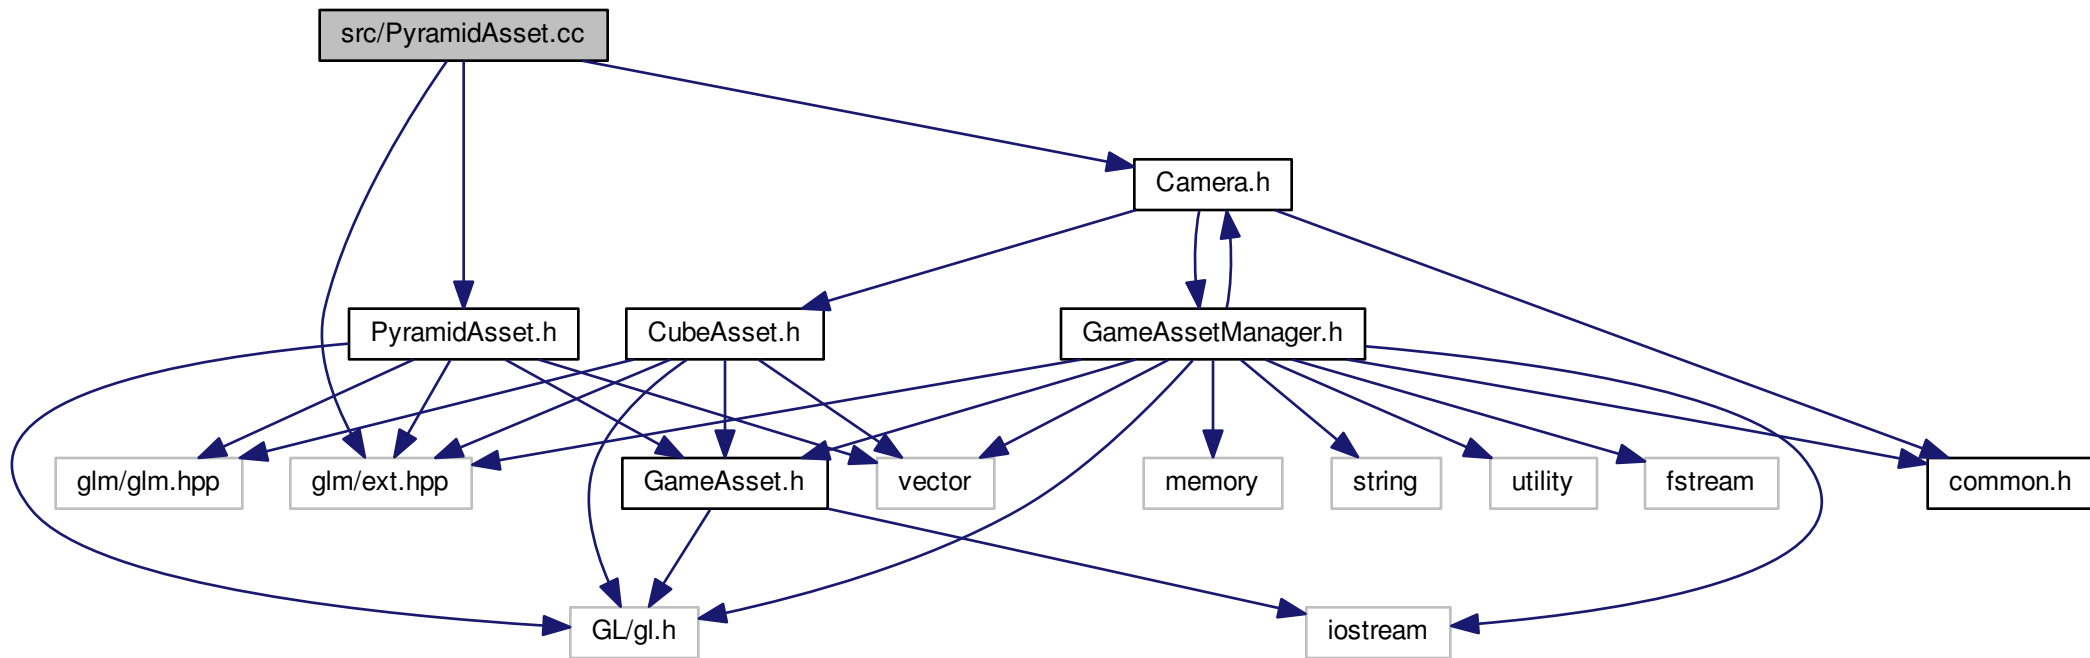 src/PyramidAsset.cc
Camera.h
PyramidAsset.h
CubeAsset.h
GameAssetManager.h
glm/glm.hpp
glm/ext.hpp
GameAsset.h
vector
memory
string
utility
fstream
common.h
GL/gl.h
iostream